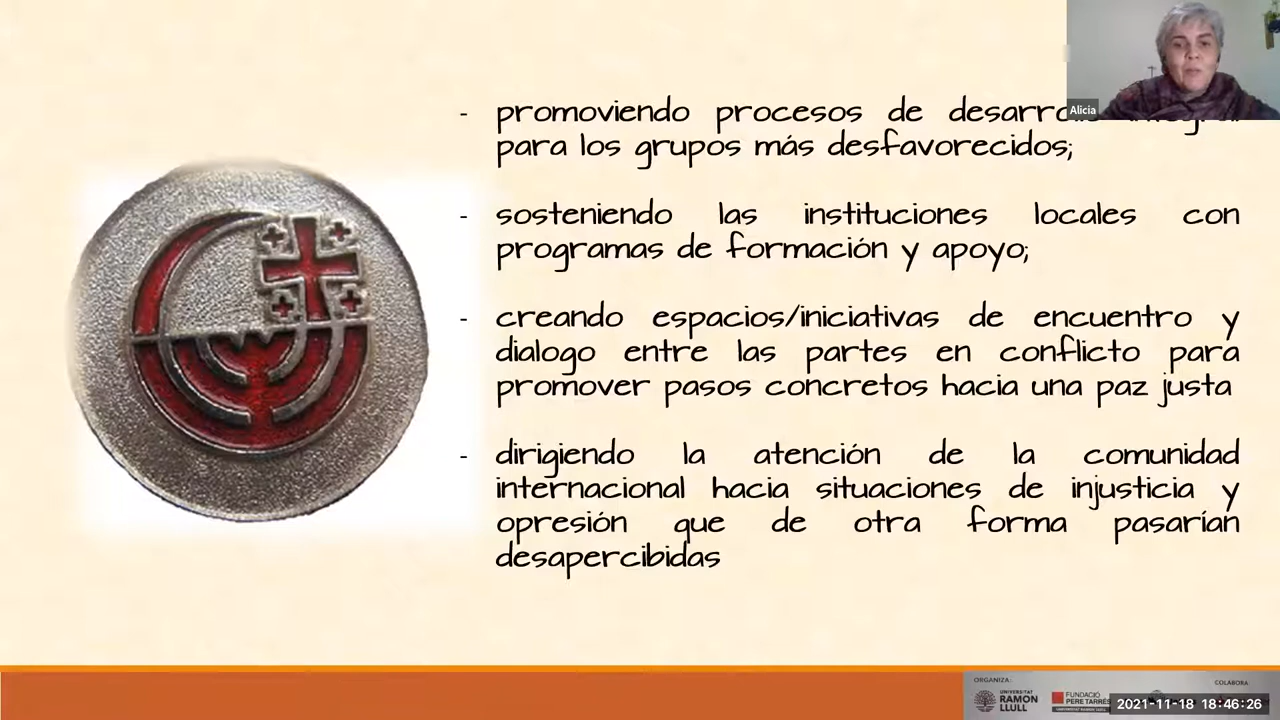 Alicia
- promoviendo procesos de desarrollo
para los grupos más desfavorecidos;
- sosteniendo las instituciones locales con
programas de formación y apoyo;
- creando espacios/iniciativas de encuentro y
dialogo entre las partes en conflicto para
promover pasos concretos hacia una paz justa
- dirigiendo la atención de la comunidad
internacional hacia situaciones de injusticia y
opresión que de otra forma pasarían
desapercibidas
ORGANIZA:
COLABORA
UNIVERSITAT
RAMON
LLULL
FUNDACIÓ
PERE TARRÉS
2021-11-18 18:46:26